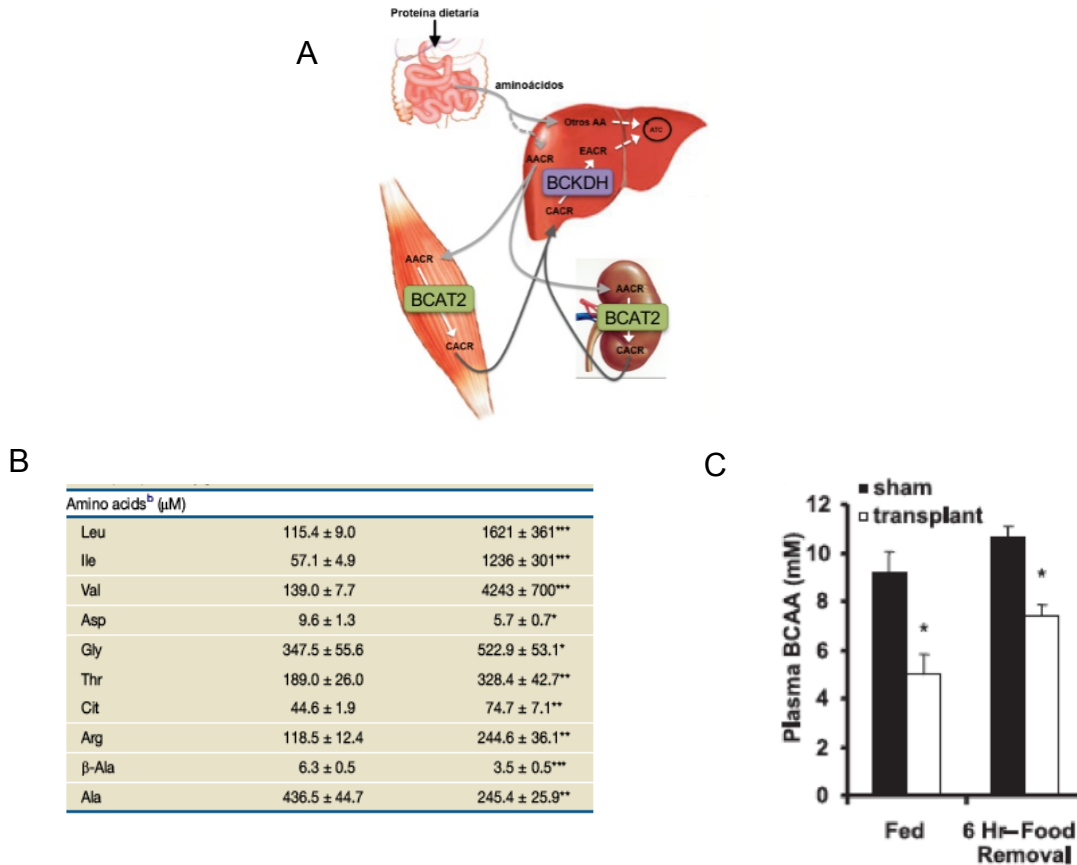 A
Proteína dietaría
aminoácidos
Otros AA
ATC
AACR
EACR
BCKDH
CACR
AACR
BCAT2
CACR
AACR
BCAT2
CACR
B
Amino acidsb (μM)
Leu 115.4 ± 9.0 1621 ± 361***
Ile 57.1 ± 4.9 1236 ± 301***
Val 139.0 ± 7.7 4243 ± 700***
Asp 9.6 ± 1.3 5.7 ± 0.7*
Gly 347.5 ± 55.6 522.9 ± 53.1*
Thr 189.0 ± 26.0 328.4 ± 42.7**
Cit 44.6 ± 1.9 74.7 ± 7.1**
Arg 118.5 ± 12.4 244.6 ± 36.1**
β-Ala 6.3 ± 0.5 3.5 ± 0.5***
Ala 436.5 ± 44.7 245.4 ± 25.9**
C
sham
transplant
Plasma BCAA (mM)
12
10
8
6
4
2
0
*
*
Fed
6 Hr–Food
Removal